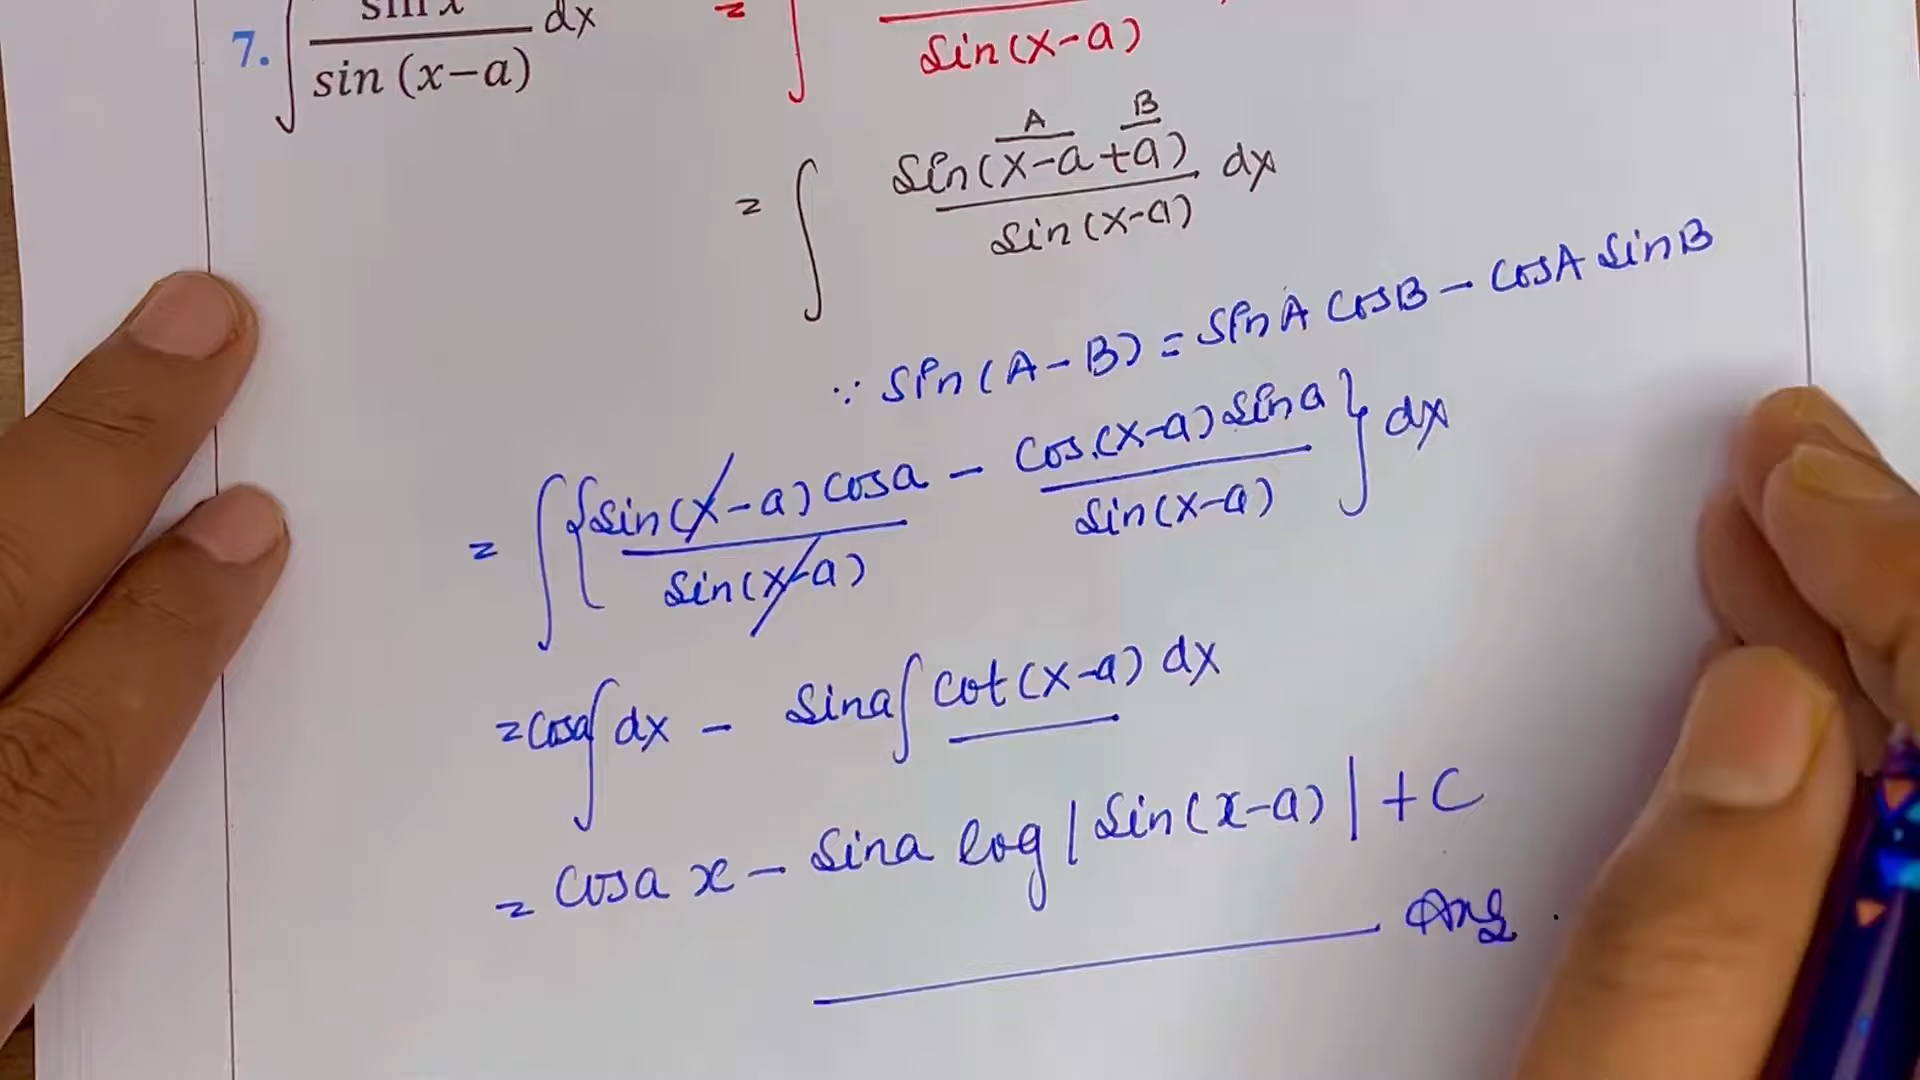 7. ∫ sin x / sin (x−a) dx = ∫ / sin(x-a)
= ∫ sin(x-a+a) / sin(x-a) dx
A B
∵ sin(A-B) = sinA cosB - cosA sinB
= ∫{sin(x-a) cosa / sin(x-a) - cos(x-a) sina / sin(x-a)} dx
= cosa∫dx - sina∫cot(x-a) dx
= cosa x - sina log|sin(x-a)| + C
Ans